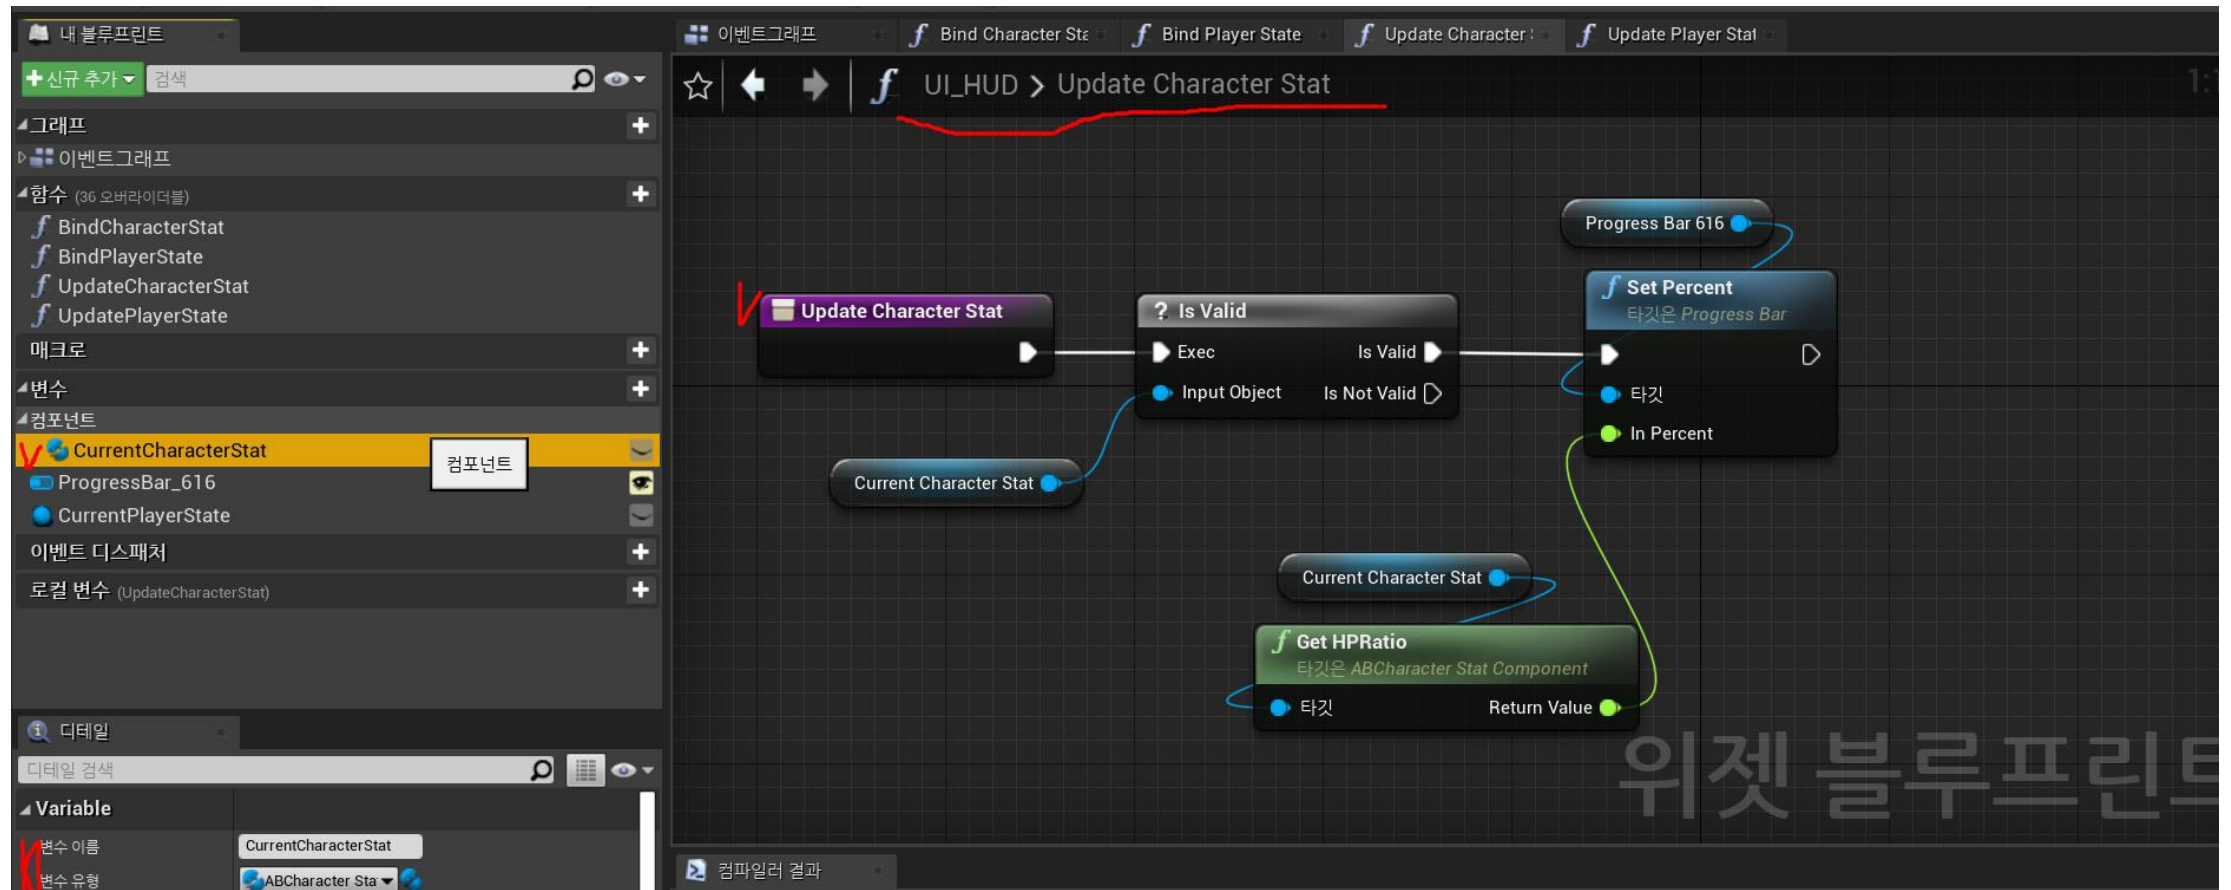 내 블루프린트
신규 추가
검색
그래프
이벤트그래프
함수 (36 오버라이더블)
BindCharacterStat
BindPlayerState
UpdateCharacterStat
UpdatePlayerState
매크로
변수
컴포넌트
CurrentCharacterStat
컴포넌트
ProgressBar_616
CurrentPlayerState
이벤트 디스패처
로컬 변수 (UpdateCharacterStat)
디테일
디테일 검색
Variable
변수 이름
CurrentCharacterStat
변수 유형
ABCharacter Sta
이벤트그래프
Bind Character Sta
Bind Player State
Update Character
Update Player Stat
UI_HUD > Update Character Stat
1:1
Progress Bar 616
Set Percent
타깃은 Progress Bar
타깃
In Percent
Update Character Stat
? Is Valid
Exec
Is Valid
Input Object
Is Not Valid
Current Character Stat
Current Character Stat
Get HPRatio
타깃은 ABCharacter Stat Component
타깃
Return Value
위젯 블루프린트
컴파일러 결과